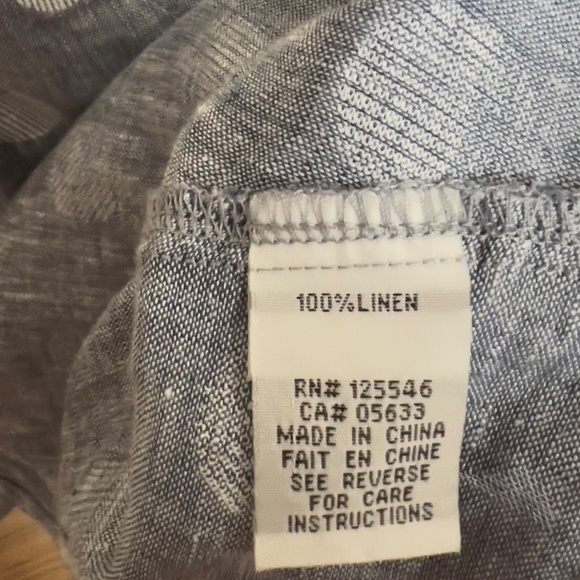 100%LINEN
RN# 125546
CA# 05633
MADE IN CHINA
FAIT EN CHINE
SEE REVERSE
FOR CARE
INSTRUCTIONS